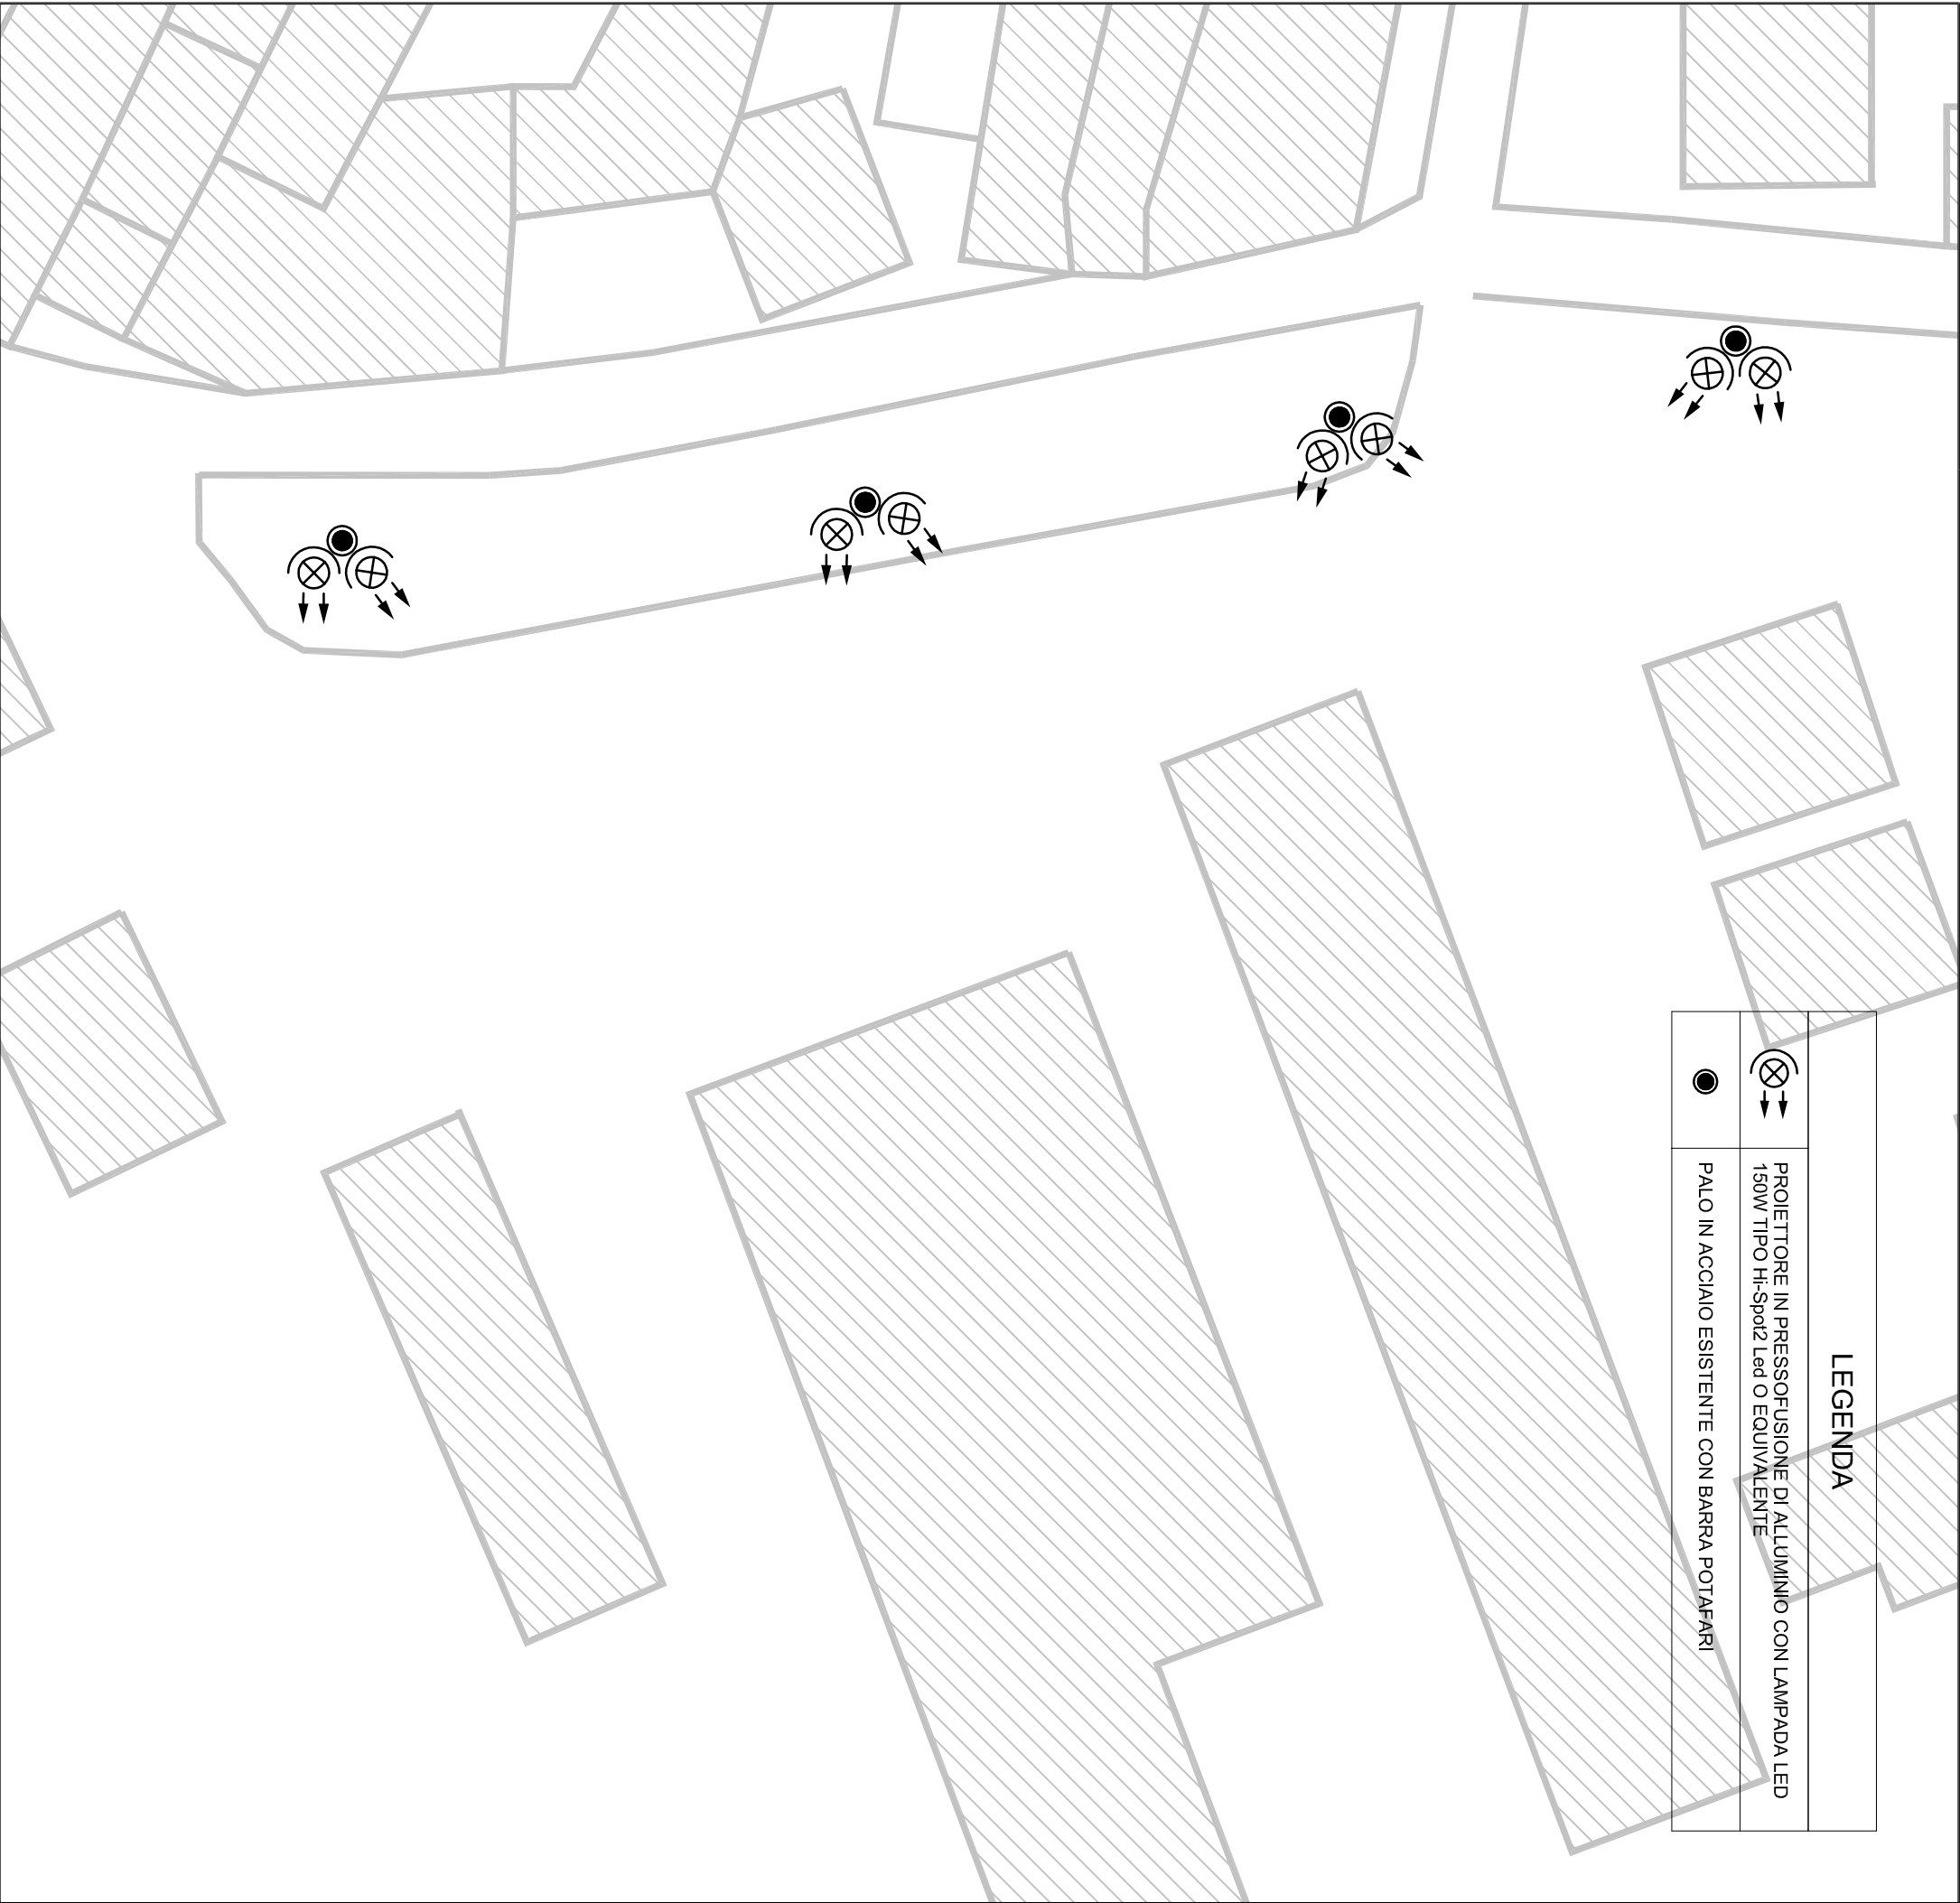 LEGENDA
PROIETTORE IN PRESSOFUSIONE DI ALLUMINIO CON LAMPADA LED
150W TIPO Hi-Spot2 Led O EQUIVALENTE
PALO IN ACCIAIO ESISTENTE CON BARRA POTAFARI